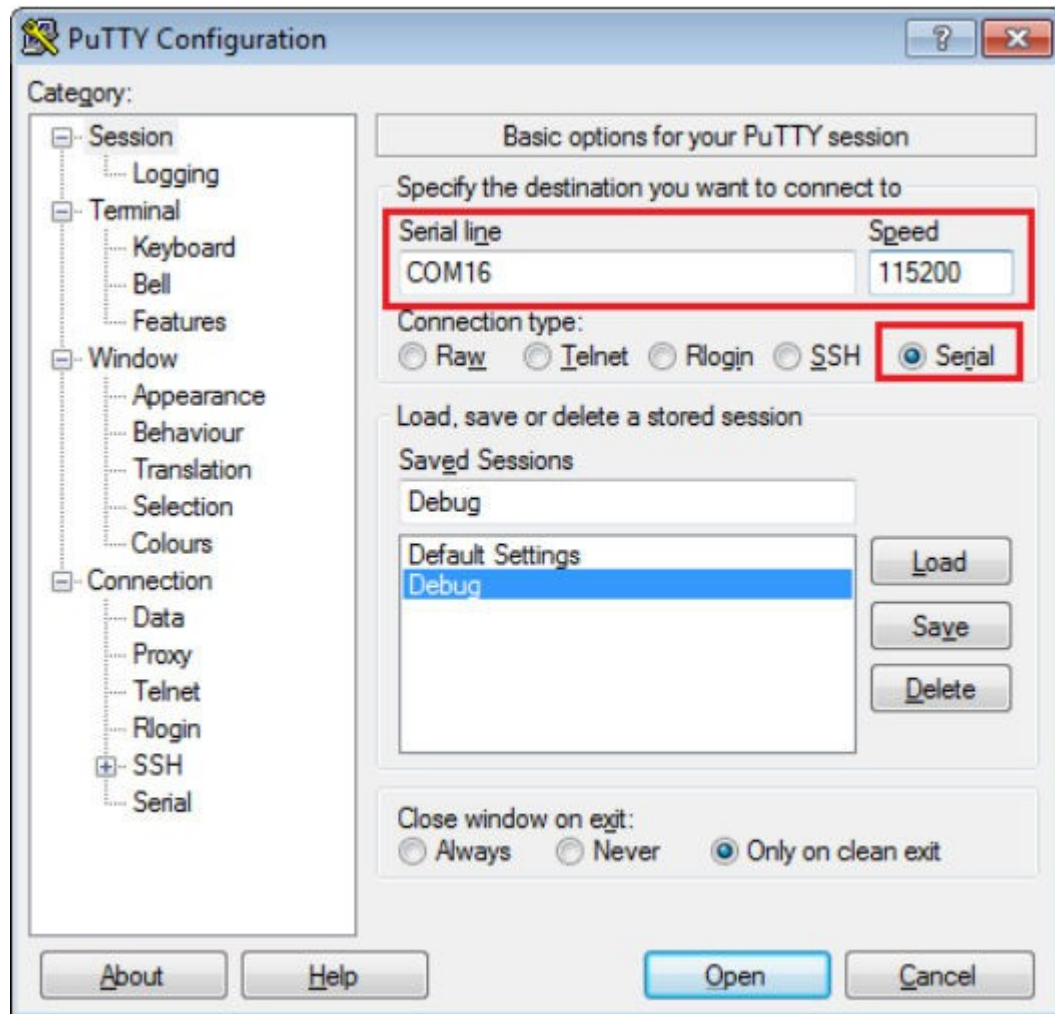 PuTTY Configuration
Category:
Session
Logging
Terminal
Keyboard
Bell
Features
Window
Appearance
Behaviour
Translation
Selection
Colours
Connection
Data
Proxy
Telnet
Rlogin
SSH
Serial
Basic options for your PuTTY session
Specify the destination you want to connect to
Serial line Speed
COM16 115200
Connection type:
Raw Telnet Rlogin SSH Serial
Load, save or delete a stored session
Saved Sessions
Debug
Default Settings
Debug
Load
Save
Delete
Close window on exit:
Always Never Only on clean exit
About Help Open Cancel